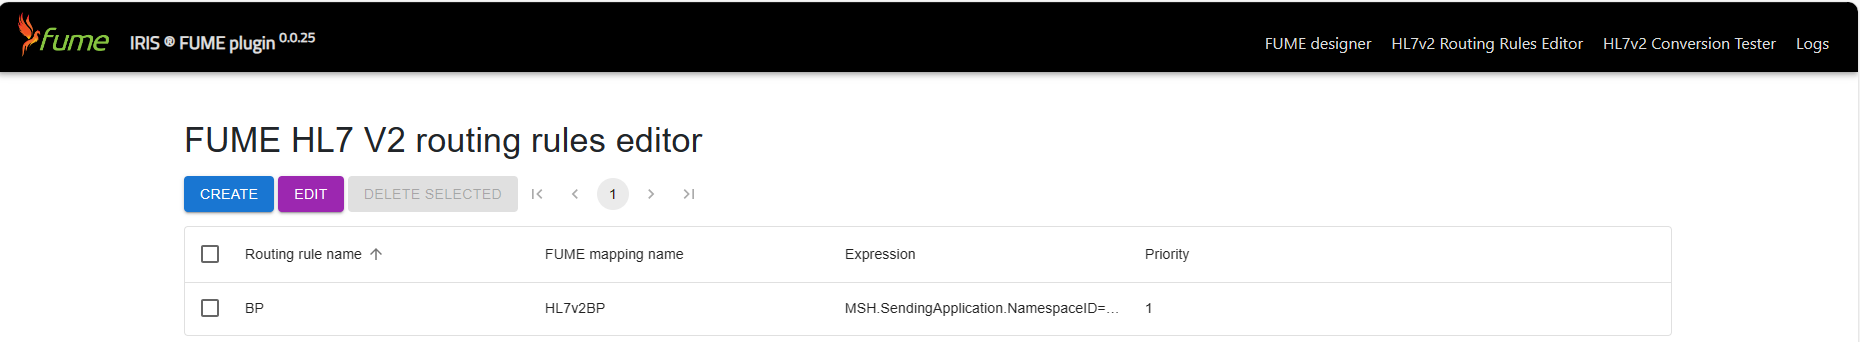 fume IRIS ® FUME plugin 0.0.25 FUME designer HL7v2 Routing Rules Editor HL7v2 Conversion Tester Logs
FUME HL7 V2 routing rules editor
CREATE EDIT DELETE SELECTED 1
Routing rule name FUME mapping name Expression Priority
BP HL7v2BP MSH.SendingApplication.NamespaceID=... 1